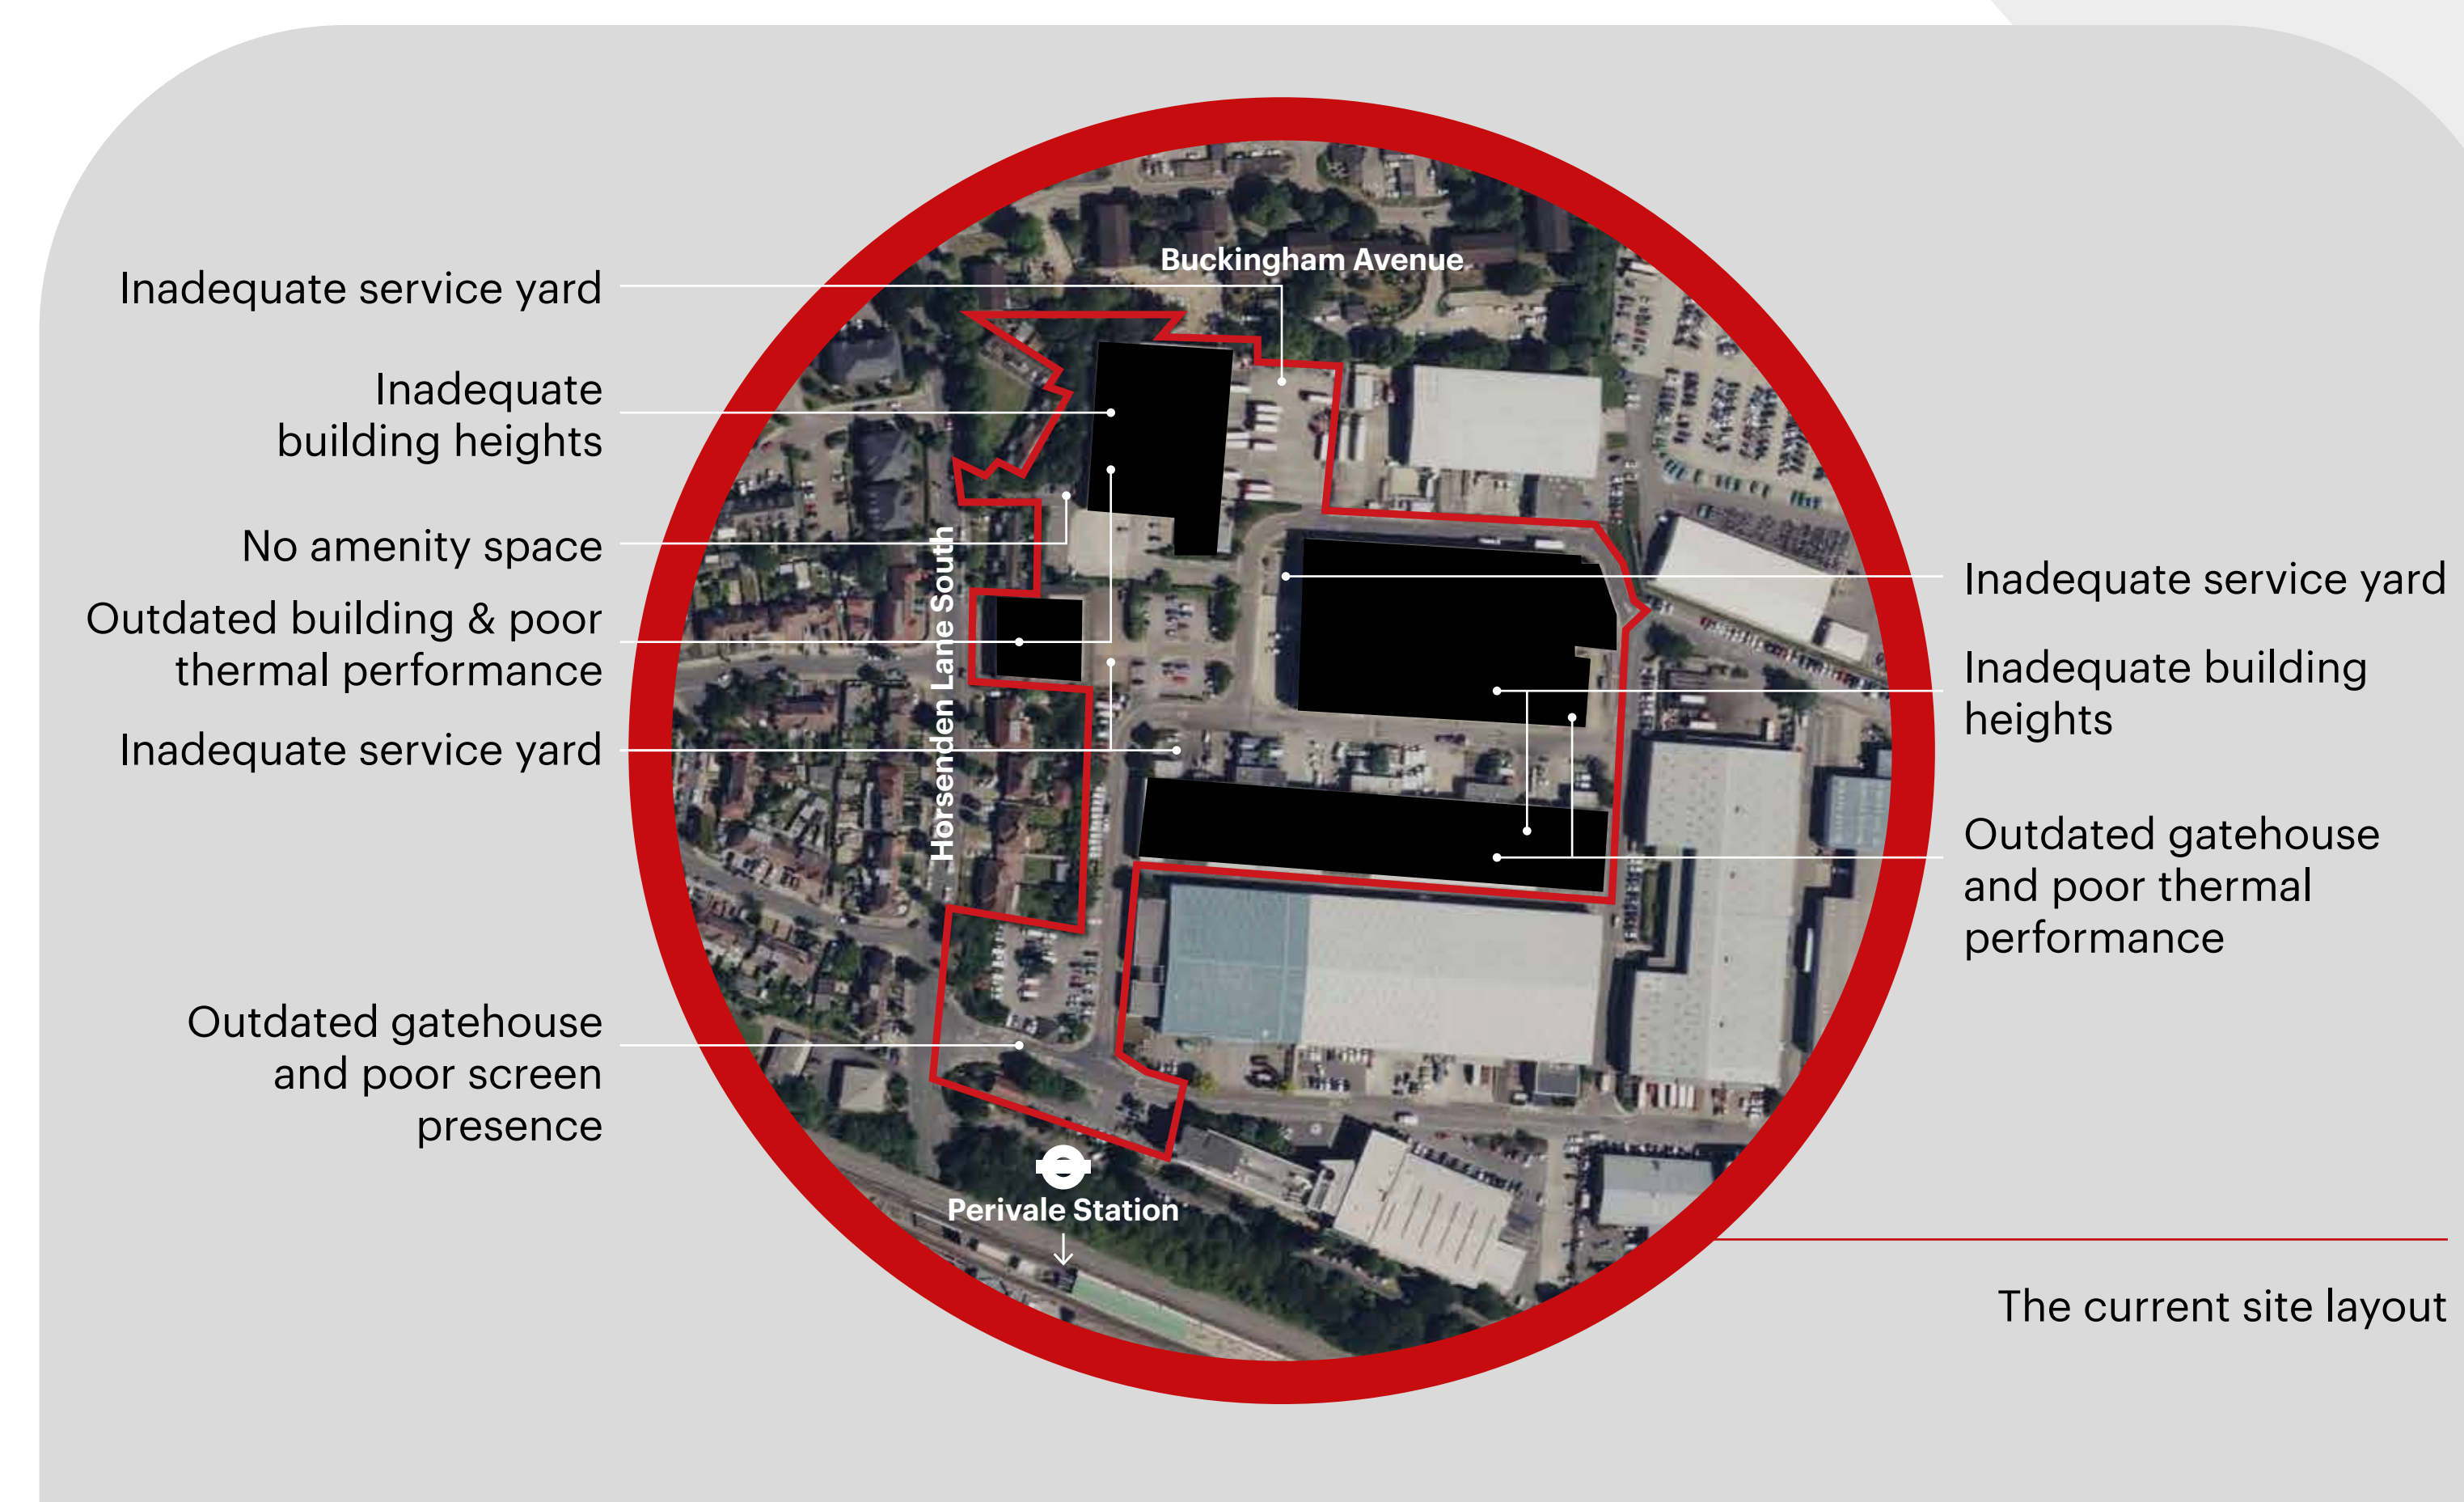 Buckingham Avenue
Inadequate service yard
Inadequate
building heights
No amenity space
Outdated building & poor
thermal performance
Inadequate service yard
Outdated gatehouse
and poor screen
presence
Horsenden Lane South
Inadequate service yard
Inadequate building
heights
Outdated gatehouse
and poor thermal
performance
Perivale Station
The current site layout